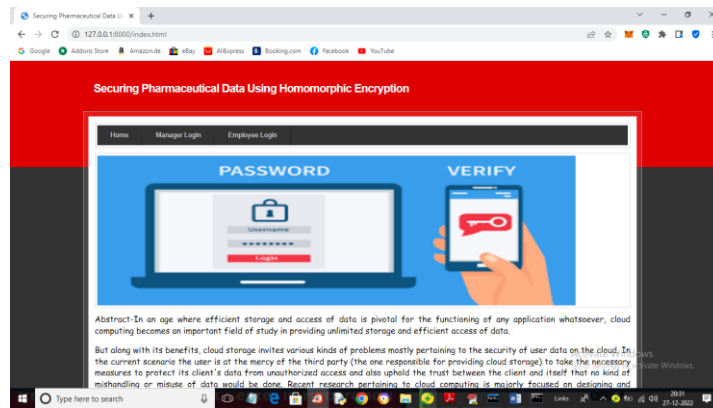 Securing Pharmaceutical Data Us
127.0.0.1:8000/index.html
Google Addons Store Amazon.de eBay AliExpress Booking.com Facebook YouTube
Securing Pharmaceutical Data Using Homomorphic Encryption
Home Manager Login Employee Login
PASSWORD VERIFY
Username
Login
Abstract-In an age where efficient storage and access of data is pivotal for the functioning of any application whatsoever, cloud
computing becomes an important field of study in providing unlimited storage and efficient access of data.
But along with its benefits, cloud storage invites various kinds of problems mostly pertaining to the security of user data on the cloud. In
the current scenario the user is at the mercy of the third party (the one responsible for providing cloud storage) to take the necessary
measures to protect its client's data from unauthorized access and also uphold the trust between the client and itself that no kind of
mishandling or misuse of data would be done. Recent research pertaining to cloud computing is majorly focused on designing and
Type here to search Links 20:31
27-12-2022